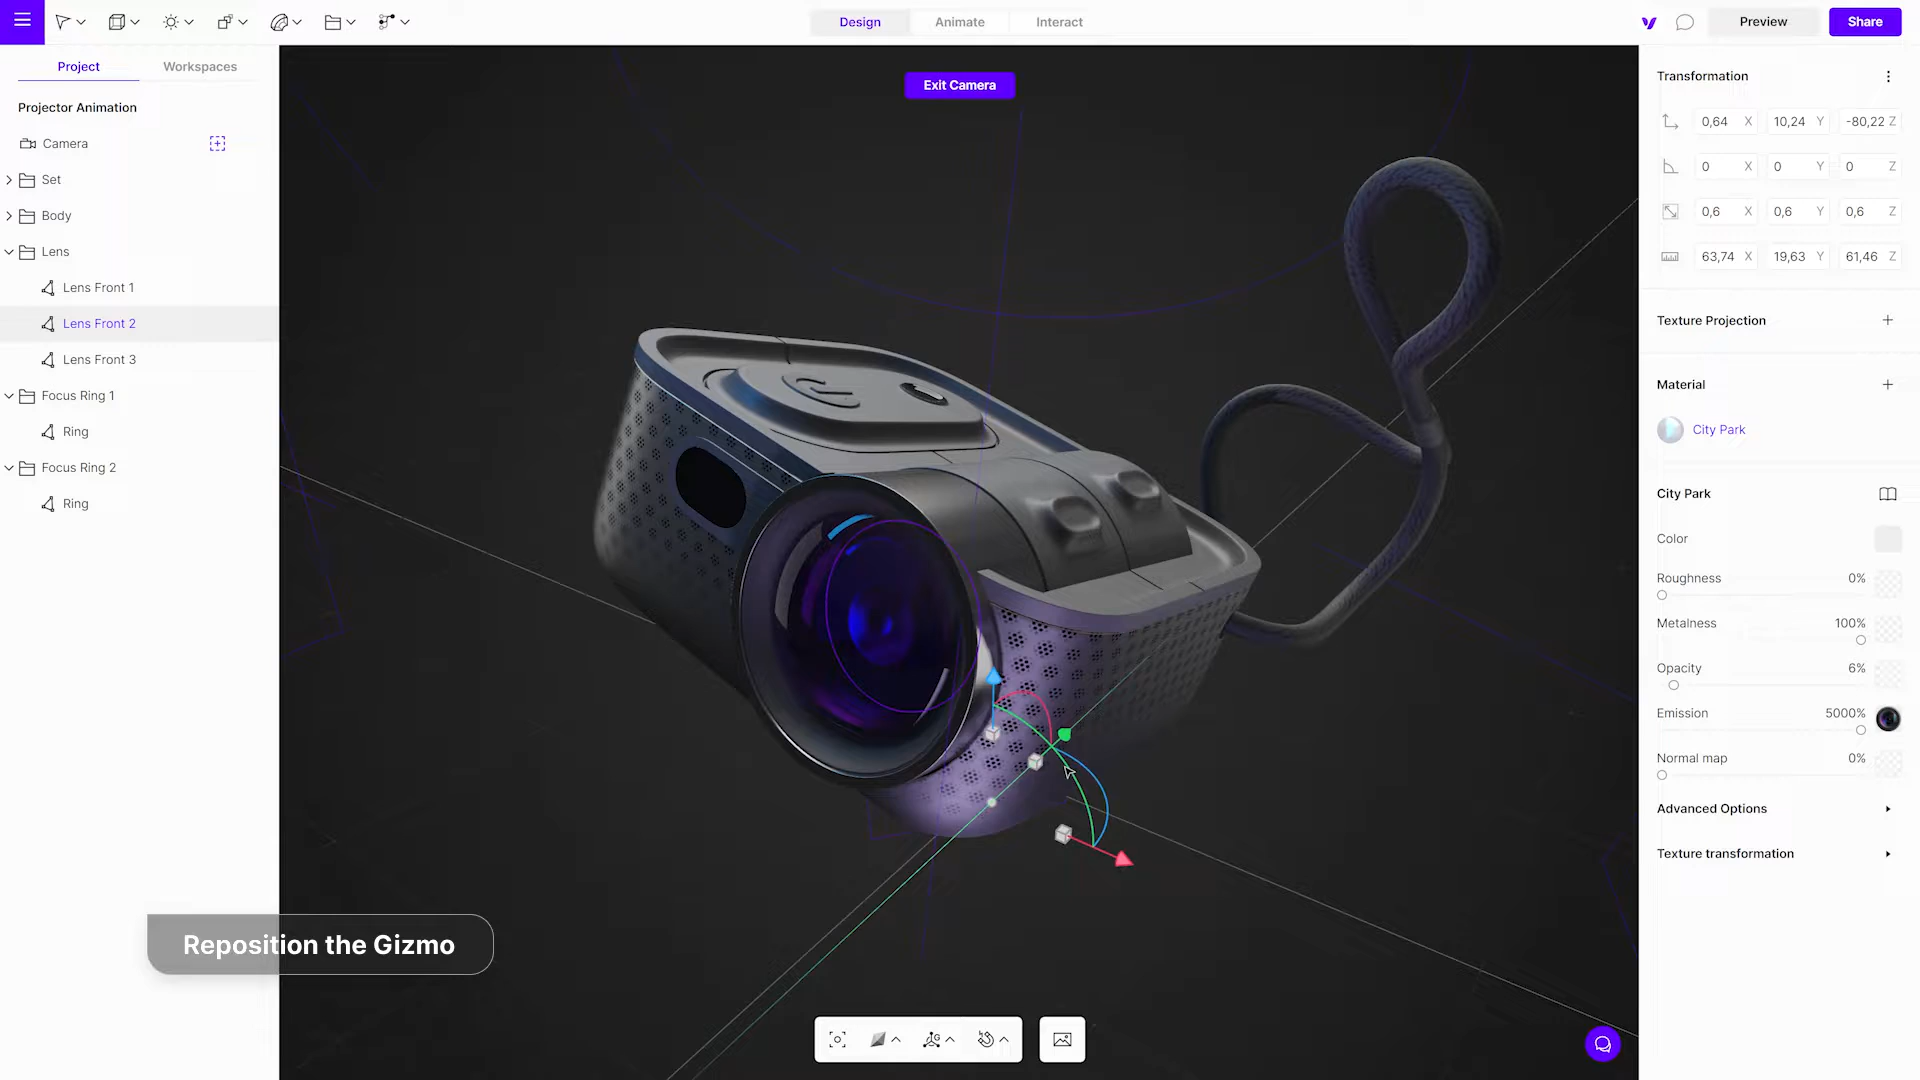 Design
Animate
Interact
Preview
Share
Project
Workspaces
Projector Animation
Camera
Set
Body
Lens
Lens Front 1
Lens Front 2
Lens Front 3
Focus Ring 1
Ring
Focus Ring 2
Ring
Exit Camera
Reposition the Gizmo
Transformation
0,64 X 10,24 Y -80,22 Z
0 X 0 Y 0 Z
0,6 X 0,6 Y 0,6 Z
63,74 X 19,63 Y 61,46 Z
Texture Projection
Material
City Park
City Park
Color
Roughness 0%
Metalness 100%
Opacity 6%
Emission 5000%
Normal map 0%
Advanced Options
Texture transformation